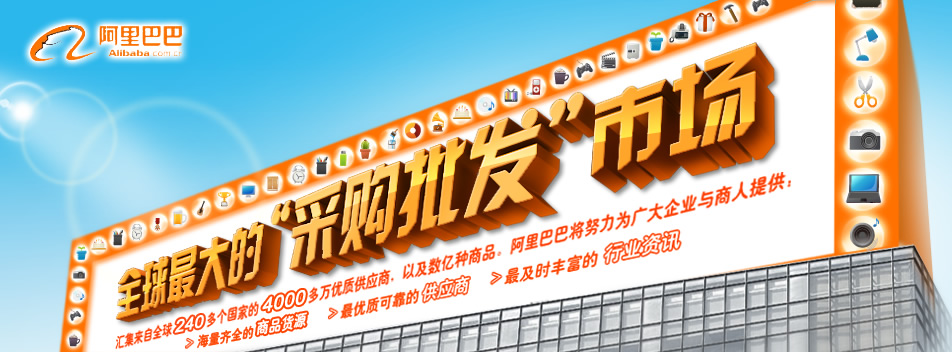 阿里巴巴
Alibaba.com.cn
全球最大的“采购批发”市场
汇集来自全球240多个国家的4000多万优质供应商，以及数亿种商品。阿里巴巴将努力为广大企业与商人提供：
>海量齐全的商品货源 >最优质可靠的供应商 >最及时丰富的行业资讯